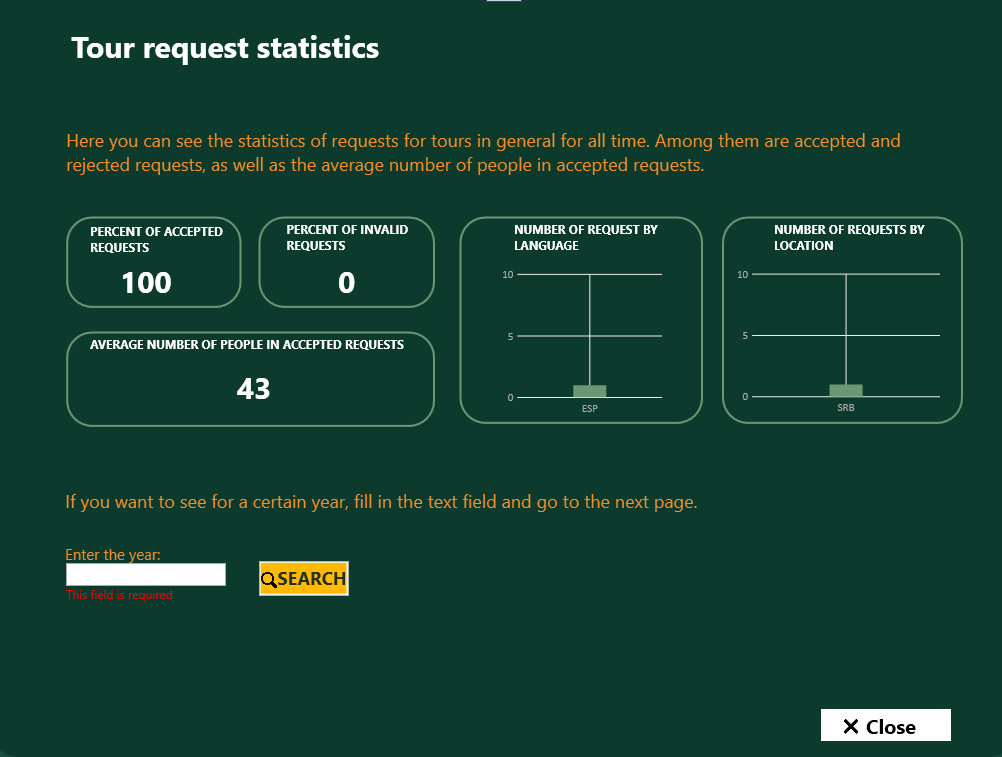 Tour request statistics
Here you can see the statistics of requests for tours in general for all time. Among them are accepted and
rejected requests, as well as the average number of people in accepted requests.
PERCENT OF ACCEPTED
REQUESTS
100
PERCENT OF INVALID
REQUESTS
0
AVERAGE NUMBER OF PEOPLE IN ACCEPTED REQUESTS
43
NUMBER OF REQUEST BY
LANGUAGE
10
5
0
ESP
NUMBER OF REQUESTS BY
LOCATION
10
5
0
SRB
If you want to see for a certain year, fill in the text field and go to the next page.
Enter the year:
This field is required
SEARCH
Close